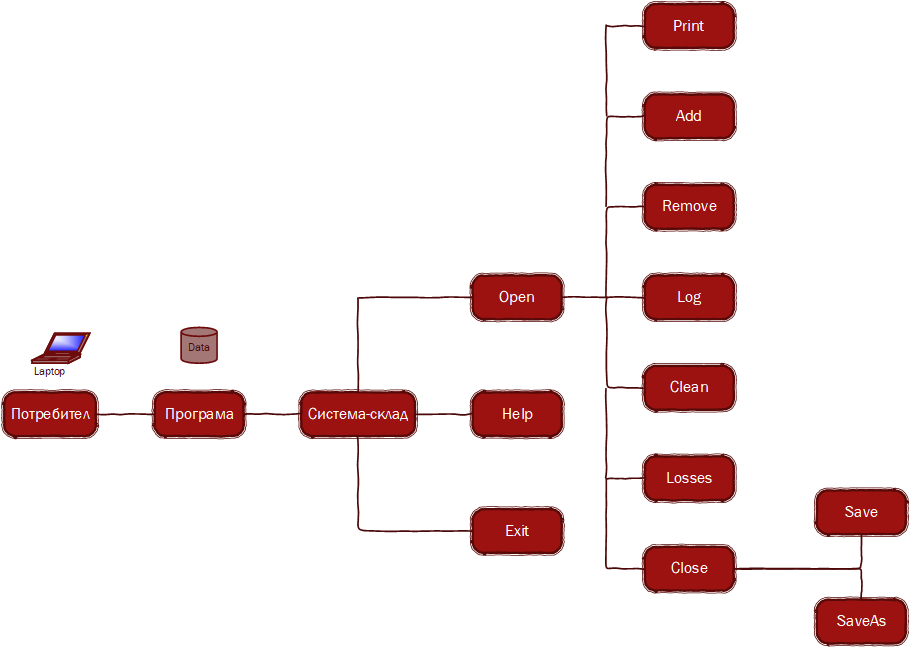 Print
Add
Remove
Open
Log
Laptop
Data
Clean
Потребител
Програма
Система-склад
Help
Losses
Save
Exit
Close
SaveAs